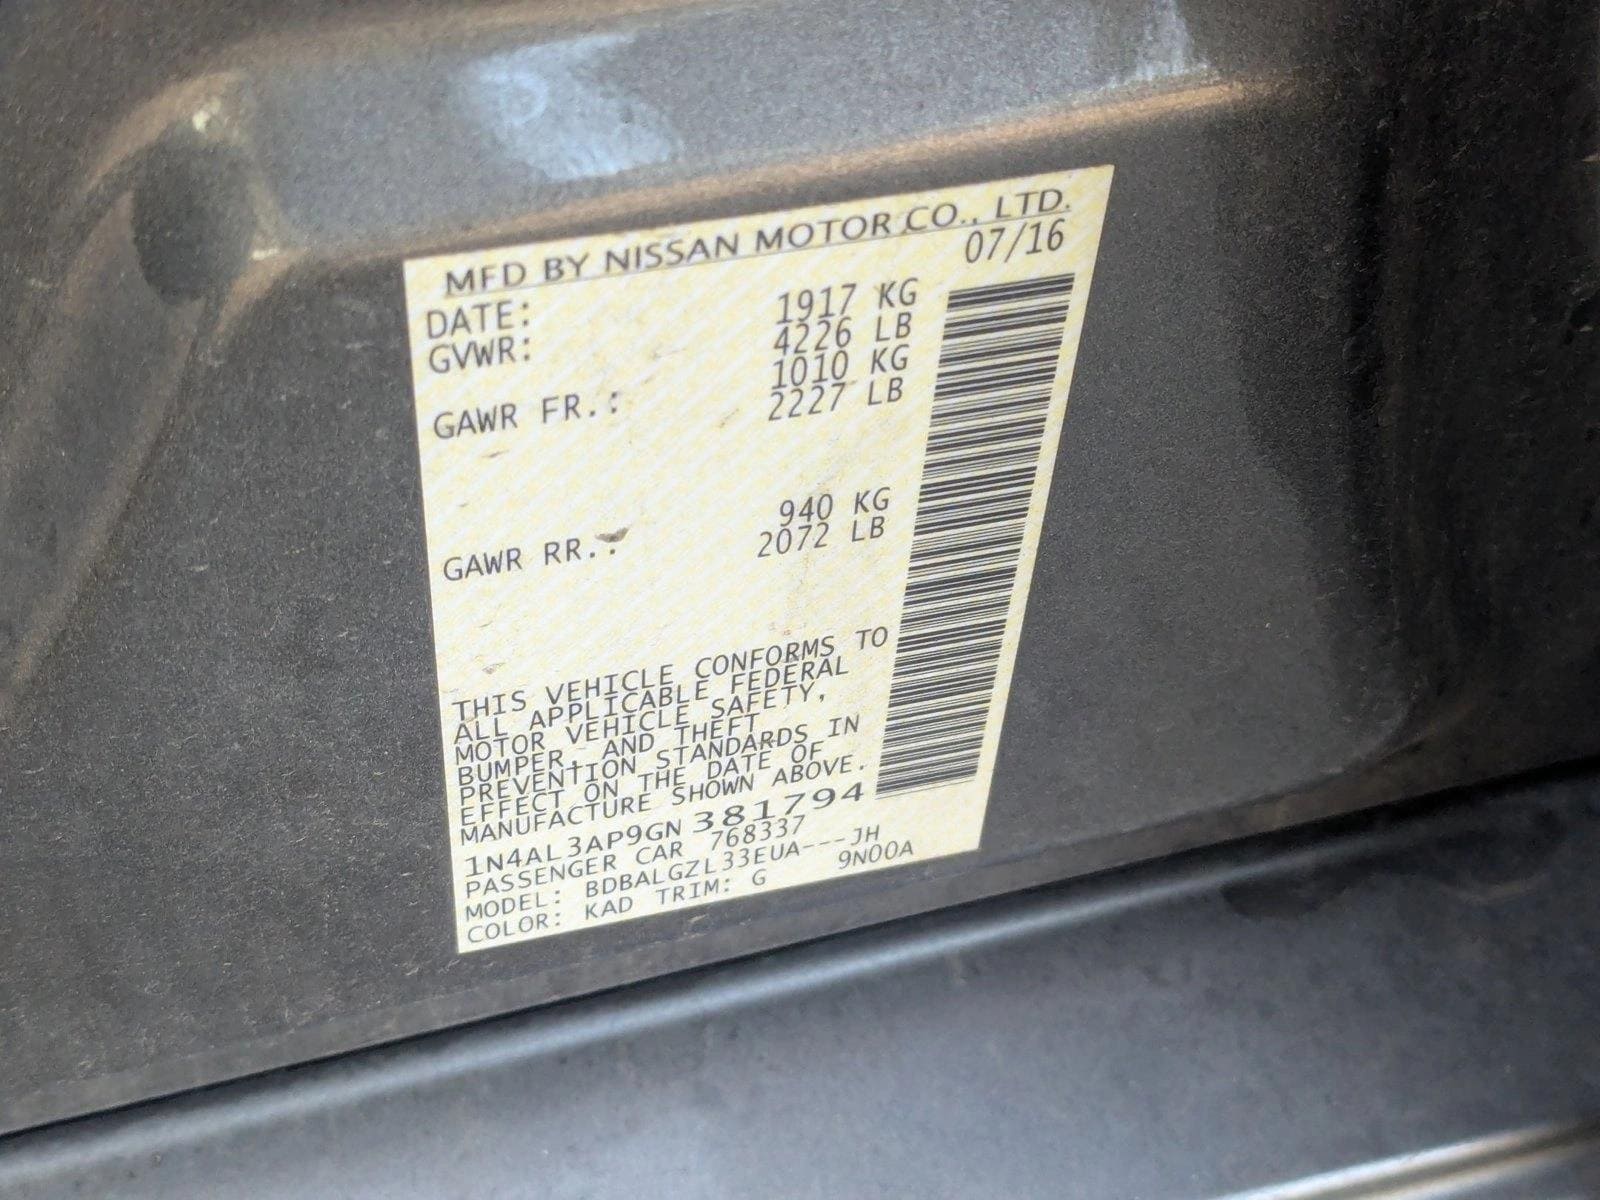 MFD BY NISSAN MOTOR CO., LTD.
DATE: 07/16
GVWR: 1917 KG
4226 LB
GAWR FR.: 1010 KG
2227 LB
GAWR RR.: 940 KG
2072 LB
THIS VEHICLE CONFORMS TO
ALL APPLICABLE FEDERAL
MOTOR VEHICLE SAFETY,
BUMPER, AND THEFT
PREVENTION STANDARDS IN
EFFECT ON THE DATE OF
MANUFACTURE SHOWN ABOVE.
1N4AL3AP9GN381794
PASSENGER CAR 768337
MODEL: BDBALGZL33EUA---JH
COLOR: KAD TRIM: G 9N00A